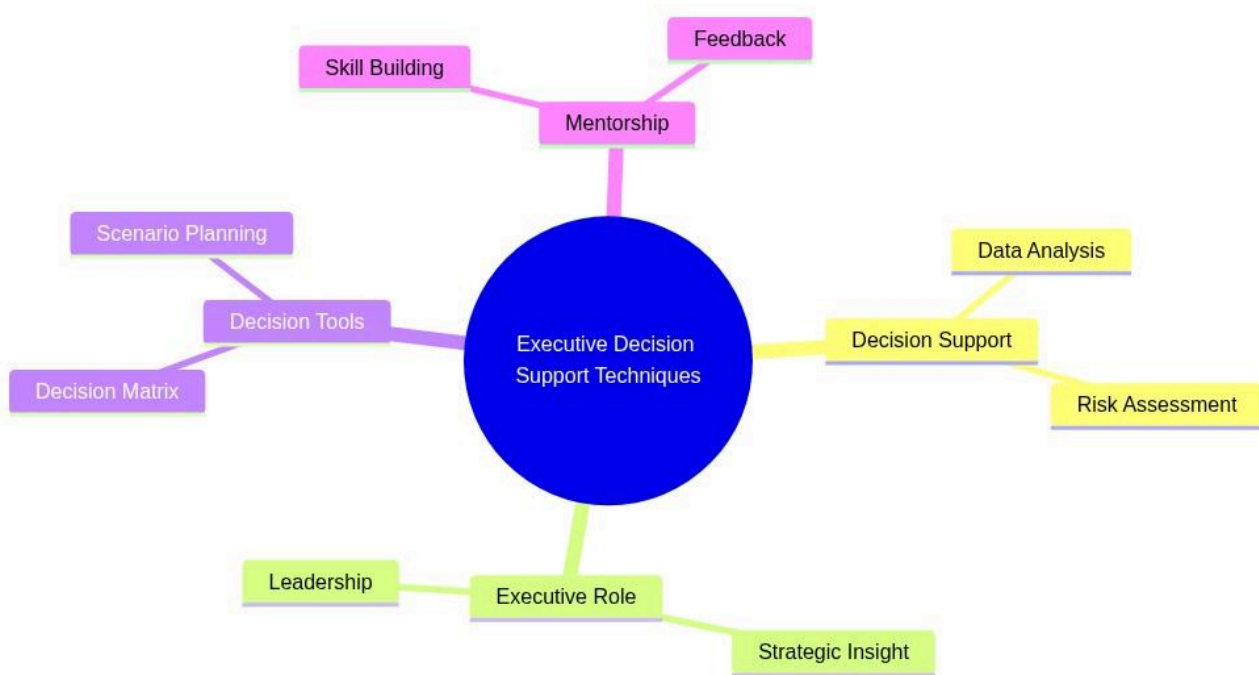 Feedback
Skill Building
Mentorship
Scenario Planning
Data Analysis
Decision Tools
Decision Support
Executive Decision
Support Techniques
Decision Matrix
Risk Assessment
Leadership
Executive Role
Strategic Insight